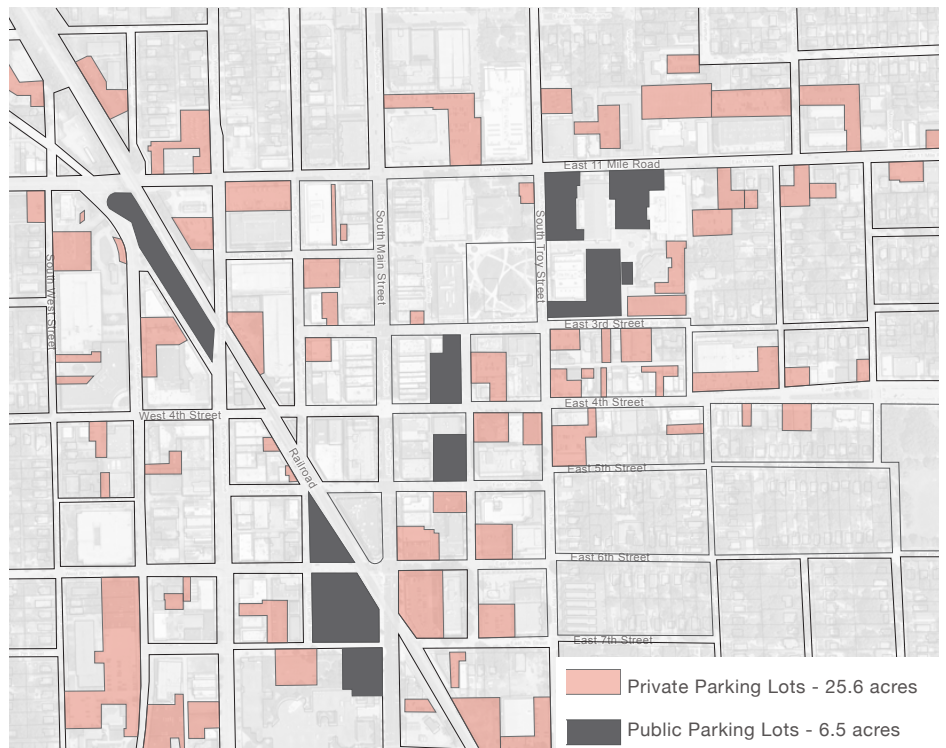 East 11 Mile Road
South Main Street
South Troy Street
South West Street
East 3rd Street
East 4th Street
West 4th Street
Railroad
East 5th Street
East 6th Street
East 7th Street
Private Parking Lots - 25.6 acres
Public Parking Lots - 6.5 acres